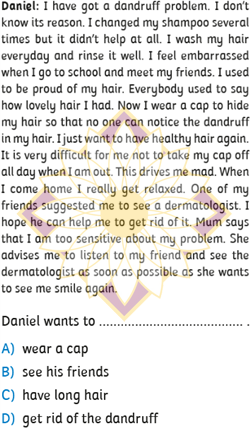 Daniel: I have got a dandruff problem. I don't
know its reason. I changed my shampoo several
times but it didn't help at all. I wash my hair
everyday and rinse it well. I feel embarrassed
when I go to school and meet my friends. I used
to be proud of my hair. Everybody used to say
how lovely hair I had. Now I wear a cap to hide
my hair so that no one can notice the dandruff
in my hair. I just want to have healthy hair again.
It is very difficult for me not to take my cap off
all day when I am out. This drives me mad. When
I come home I really get relaxed. One of my
friends suggested me to see a dermatologist. I
hope he can help me to get rid of it. Mum says
that I am too sensitive about my problem. She
advises me to listen to my friend and see the
dermatologist as soon as possible as she wants
to see me smile again.
Daniel wants to ........................................ .
A) wear a cap
B) see his friends
C) have long hair
D) get rid of the dandruff